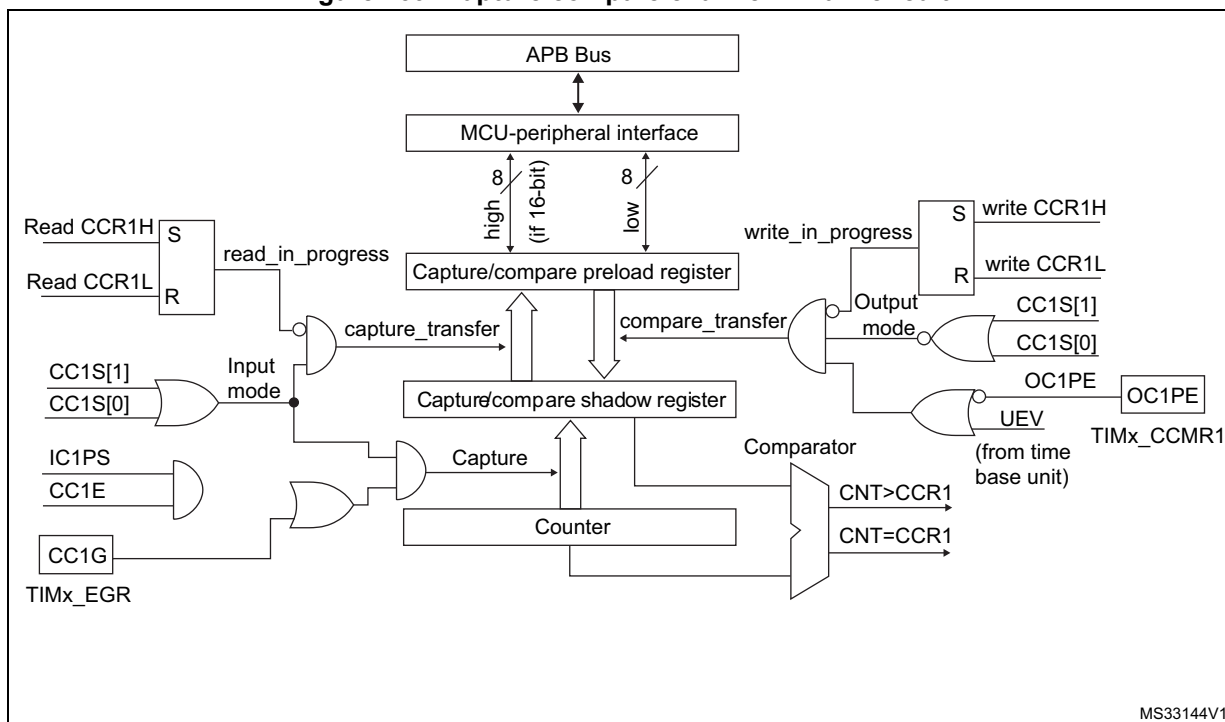 APB Bus
MCU-peripheral interface
8
high
(if 16-bit)
8
low
Read CCR1H
S
read_in_progress
Read CCR1L
R
write_in_progress
S
write CCR1H
R
write CCR1L
Capture/compare preload register
capture_transfer
compare_transfer
Output
mode
CC1S[1]
CC1S[0]
CC1S[1]
CC1S[0]
Input
mode
Capture/compare shadow register
OC1PE
OC1PE
UEV
TIMx_CCMR1
(from time
base unit)
IC1PS
CC1E
Capture
Comparator
CNT>CCR1
Counter
CNT=CCR1
CC1G
TIMx_EGR
MS33144V1